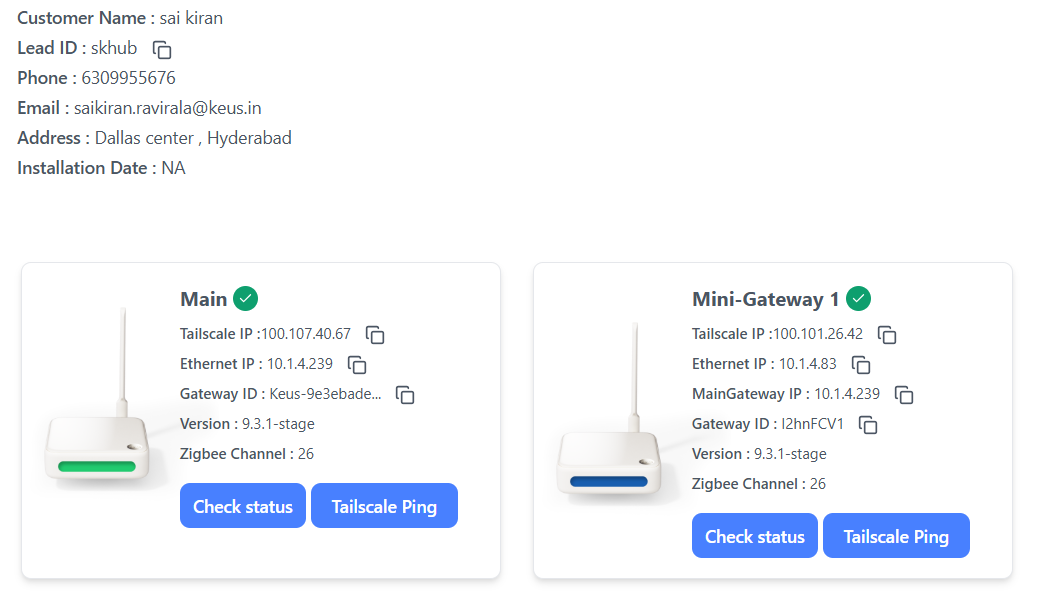 Customer Name : sai kiran
Lead ID : skhub
Phone : 6309955676
Email : saikiran.ravirala@keus.in
Address : Dallas center , Hyderabad
Installation Date : NA
Main
Tailscale IP :100.107.40.67
Ethernet IP : 10.1.4.239
Gateway ID : Keus-9e3ebade...
Version : 9.3.1-stage
Zigbee Channel : 26
Check status
Tailscale Ping
Mini-Gateway 1
Tailscale IP :100.101.26.42
Ethernet IP : 10.1.4.83
MainGateway IP : 10.1.4.239
Gateway ID : I2hnFCV1
Version : 9.3.1-stage
Zigbee Channel : 26
Check status
Tailscale Ping